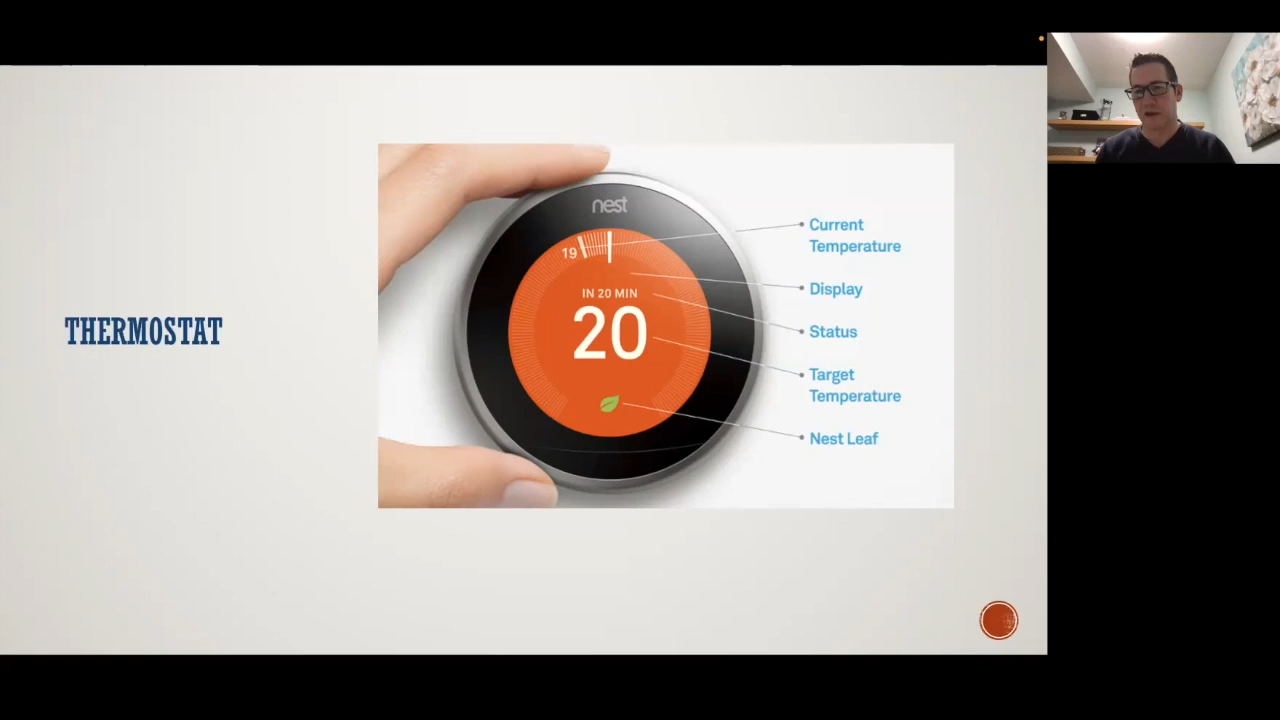 THERMOSTAT
nest
19
IN 20 MIN
20
Current
Temperature
Display
Status
Target
Temperature
Nest Leaf